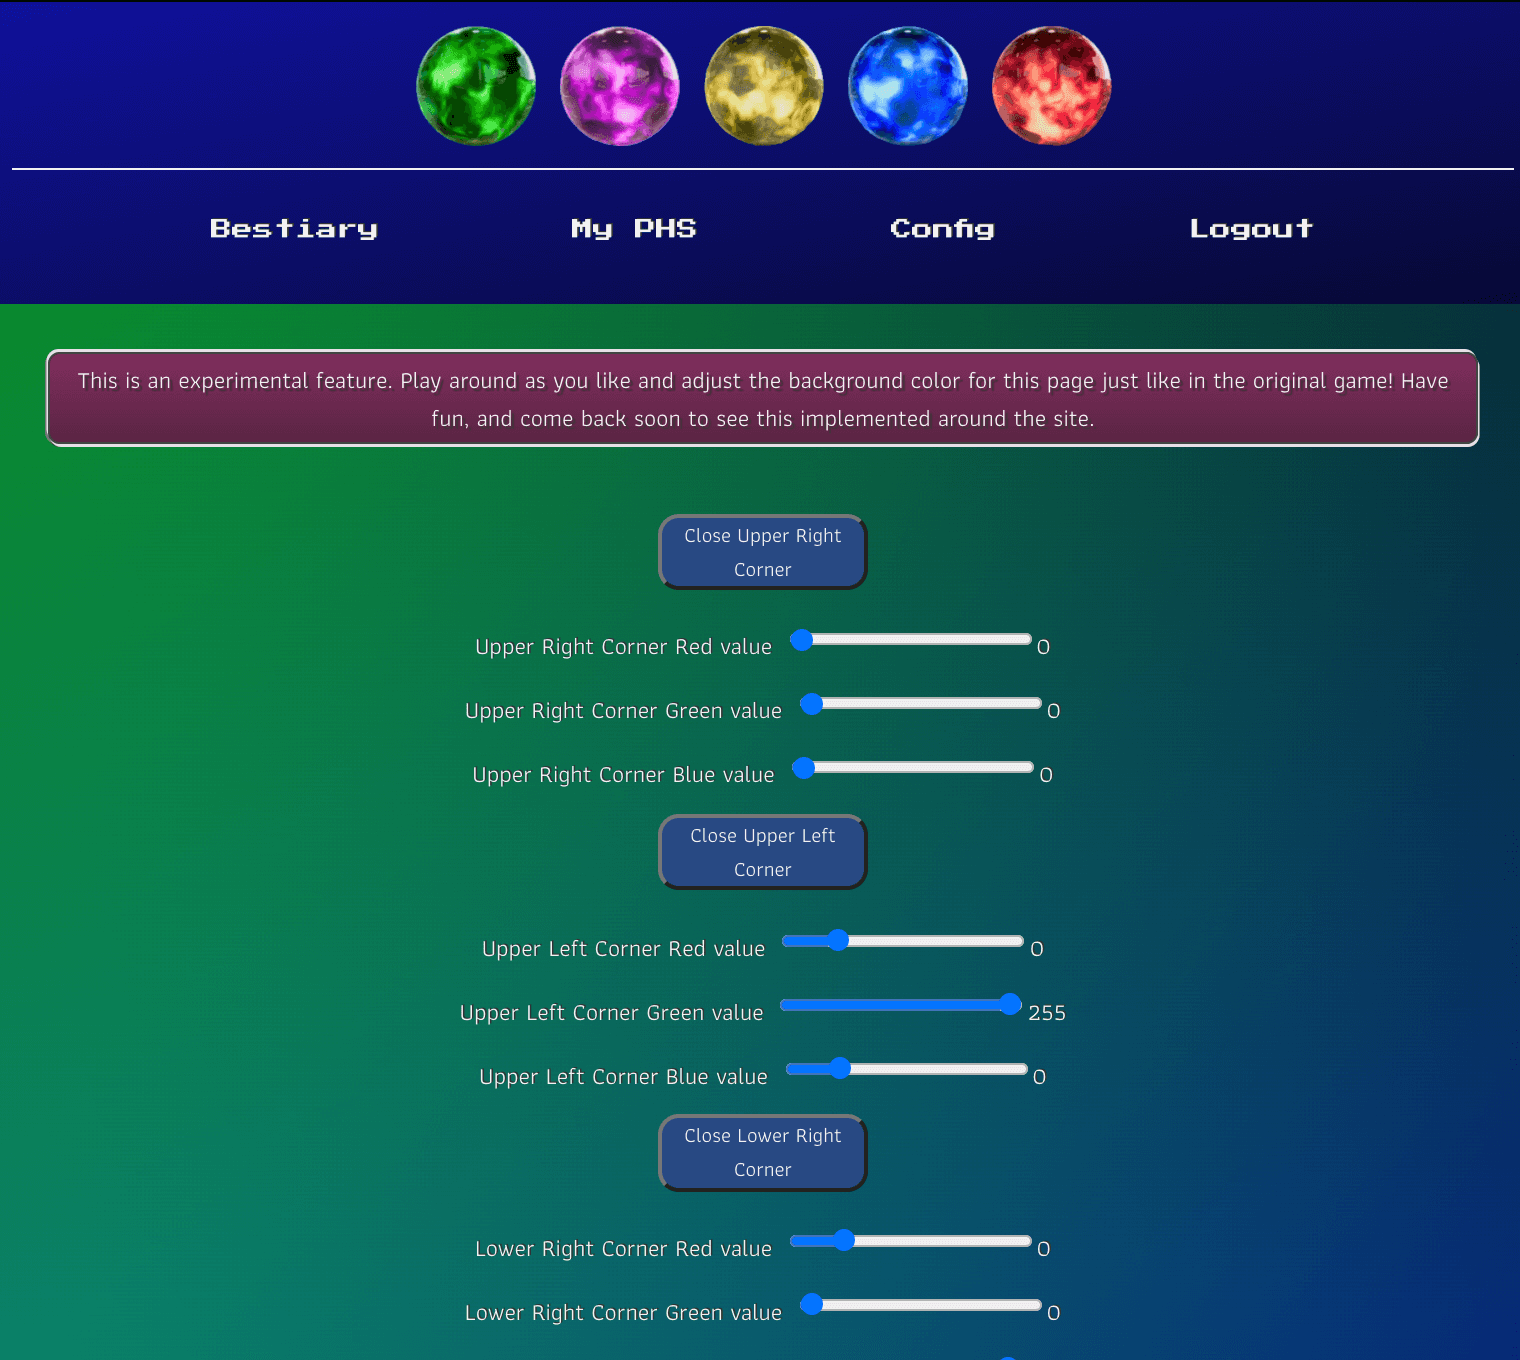 Bestiary My PHS Config Logout
This is an experimental feature. Play around as you like and adjust the background color for this page just like in the original game! Have
fun, and come back soon to see this implemented around the site.
Close Upper Right
Corner
Upper Right Corner Red value 0
Upper Right Corner Green value 0
Upper Right Corner Blue value 0
Close Upper Left
Corner
Upper Left Corner Red value 0
Upper Left Corner Green value 255
Upper Left Corner Blue value 0
Close Lower Right
Corner
Lower Right Corner Red value 0
Lower Right Corner Green value 0